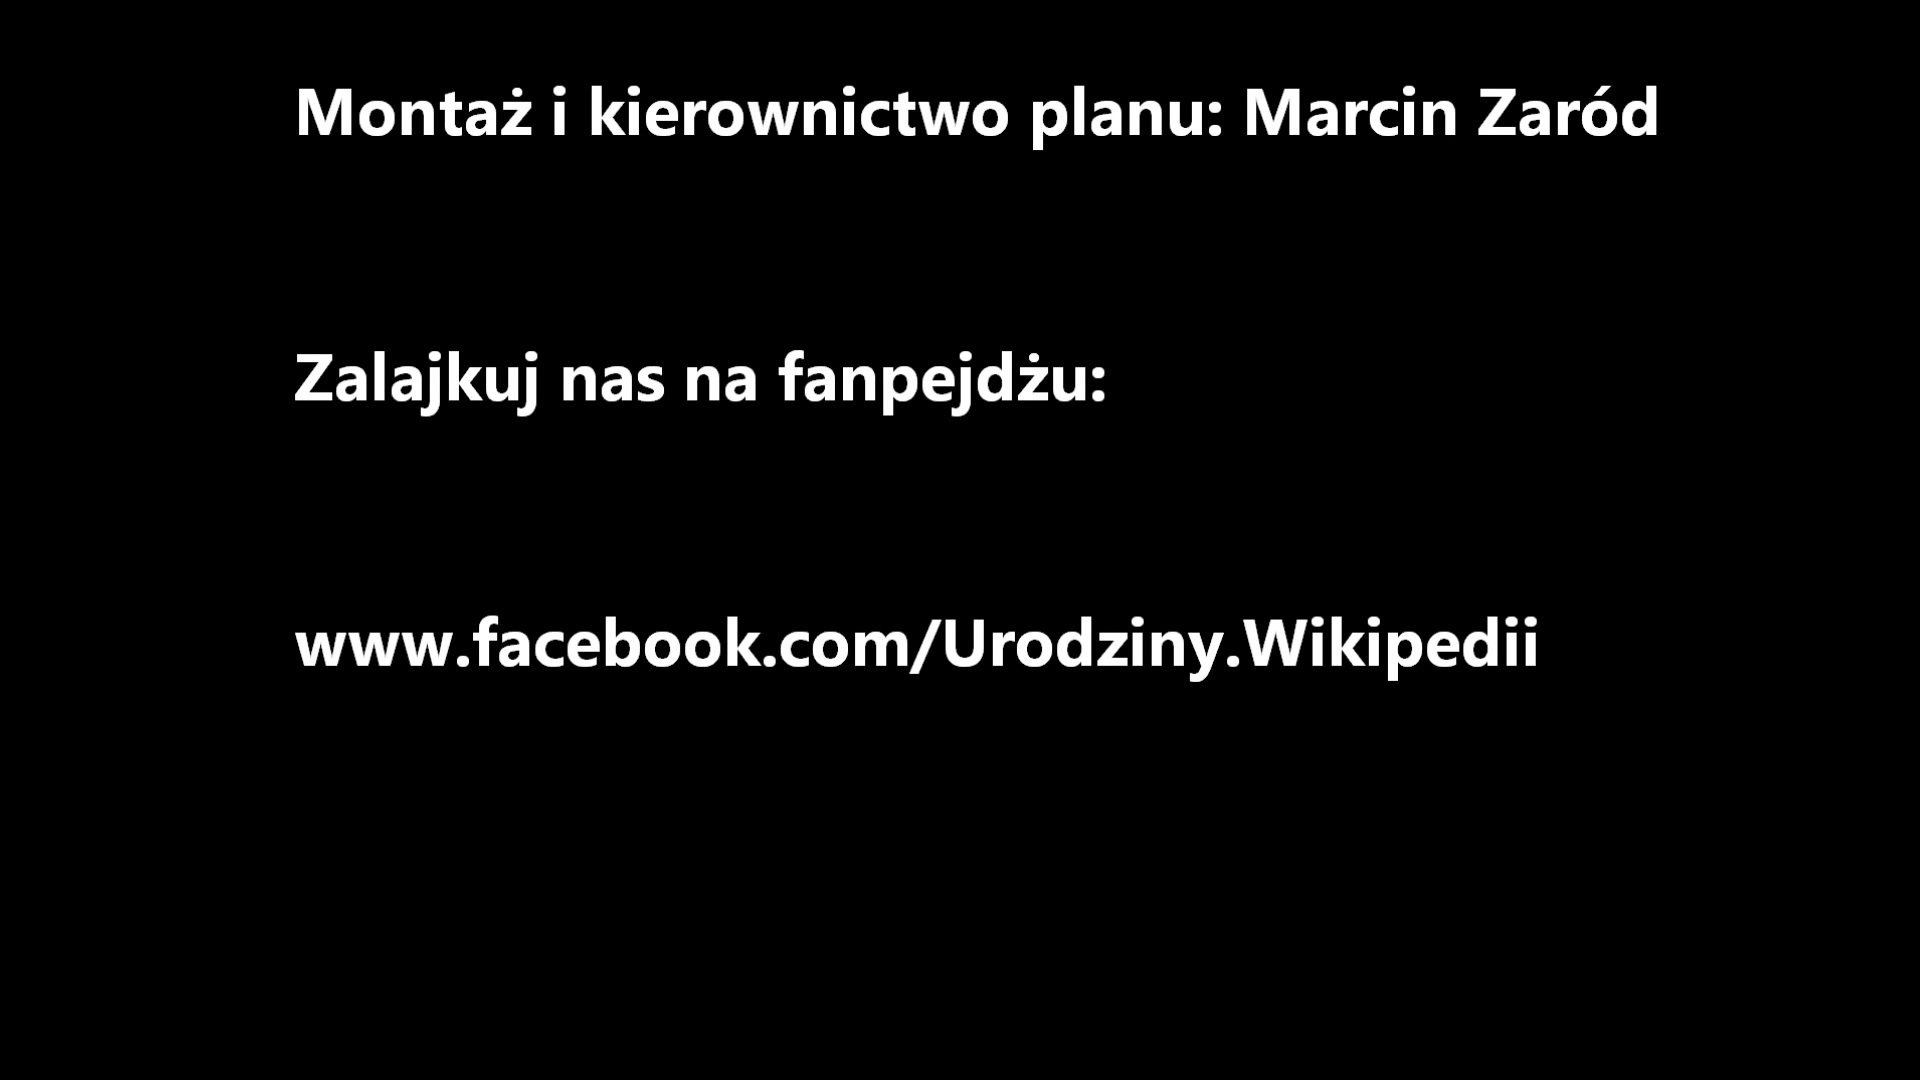 Montaż i kierownictwo planu: Marcin Zaród
Zalajkuj nas na fanpejdżu:
www.facebook.com/Urodziny.Wikipedii